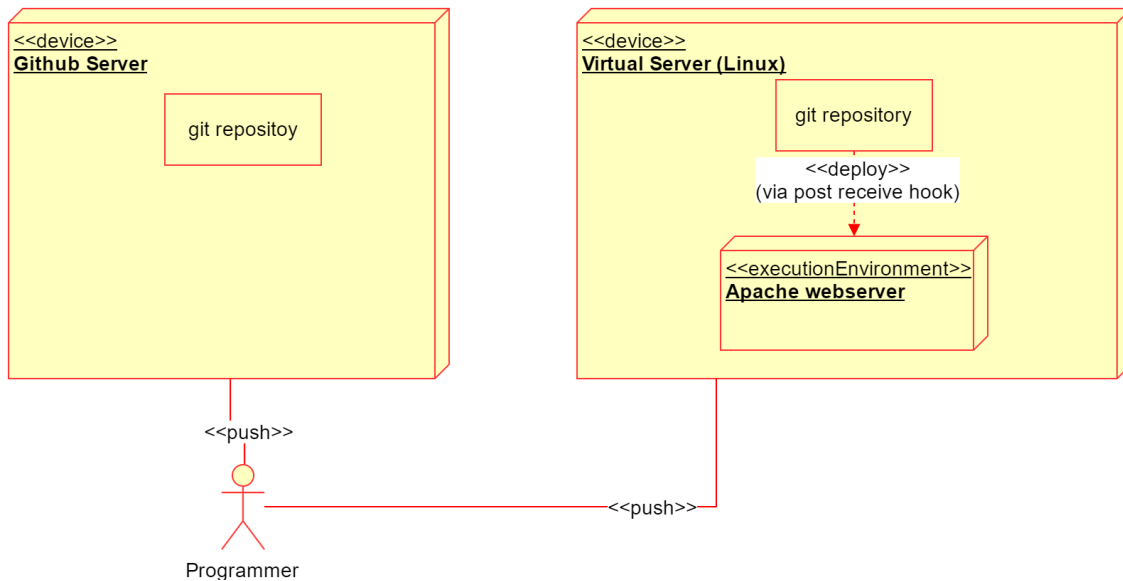 <<device>>
Github Server
git repositoy
<<device>>
Virtual Server (Linux)
git repository
<<deploy>>
(via post receive hook)
<<executionEnvironment>>
Apache webserver
<<push>>
<<push>>
Programmer